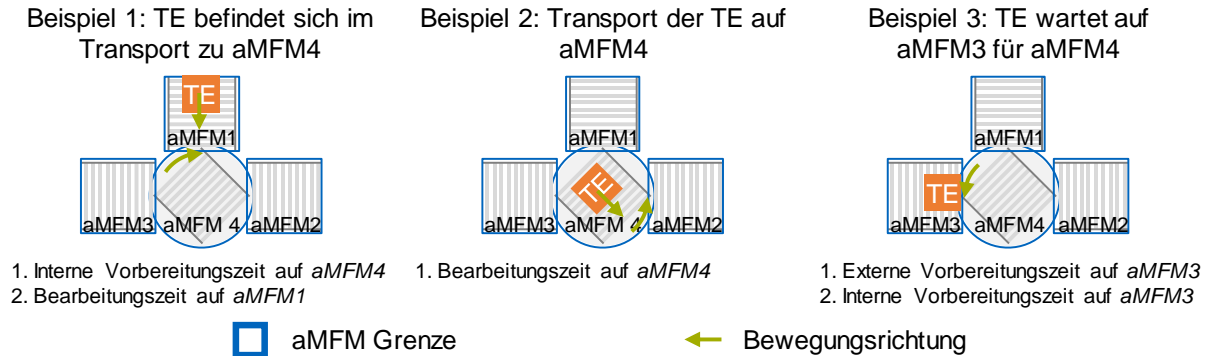 Beispiel 1: TE befindet sich im
Transport zu aMFM4
TE
aMFM1
aMFM3
aMFM 4
aMFM2
1. Interne Vorbereitungszeit auf aMFM4
2. Bearbeitungszeit auf aMFM1
Beispiel 2: Transport der TE auf
aMFM4
aMFM1
TE
aMFM3
aMFM 4
aMFM2
1. Bearbeitungszeit auf aMFM4
Beispiel 3: TE wartet auf
aMFM3 für aMFM4
aMFM1
TE
aMFM3
aMFM4
aMFM2
1. Externe Vorbereitungszeit auf aMFM3
2. Interne Vorbereitungszeit auf aMFM3
aMFM Grenze
Bewegungsrichtung